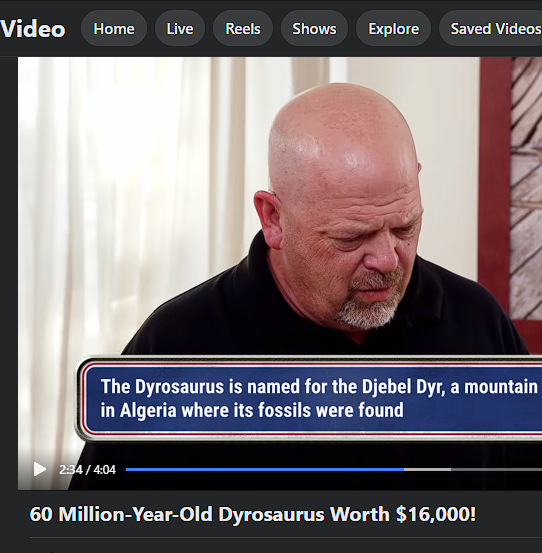 Video Home Live Reels Shows Explore Saved Videos
The Dyrosaurus is named for the Djebel Dyr, a mountain
in Algeria where its fossils were found
2:34 / 4:04
60 Million-Year-Old Dyrosaurus Worth $16,000!